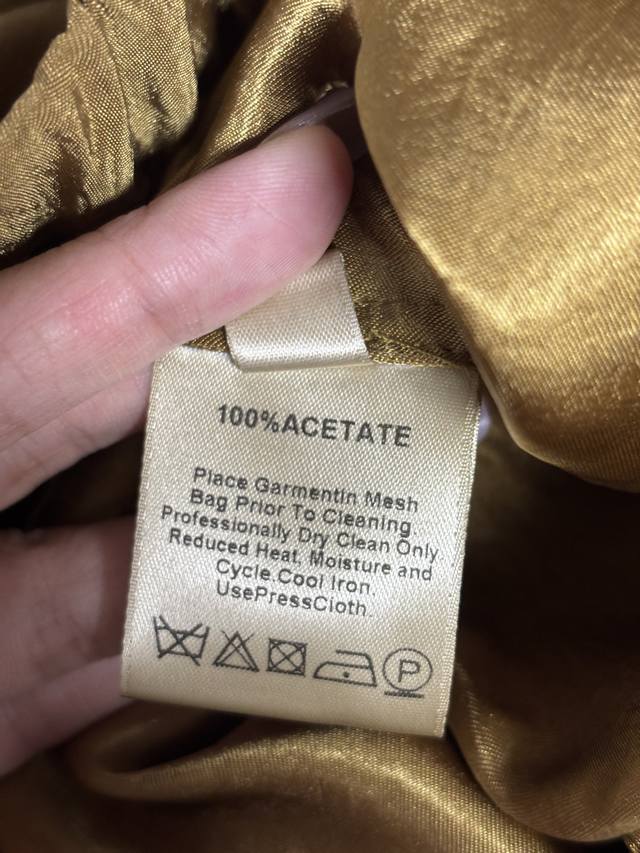 100%ACETATE
Place Garmentin Mesh
Bag Prior To Cleaning
Professionally Dry Clean Only.
Reduced Heat, Moisture and
Cycle.Cool Iron.
UsePressCloth.
P